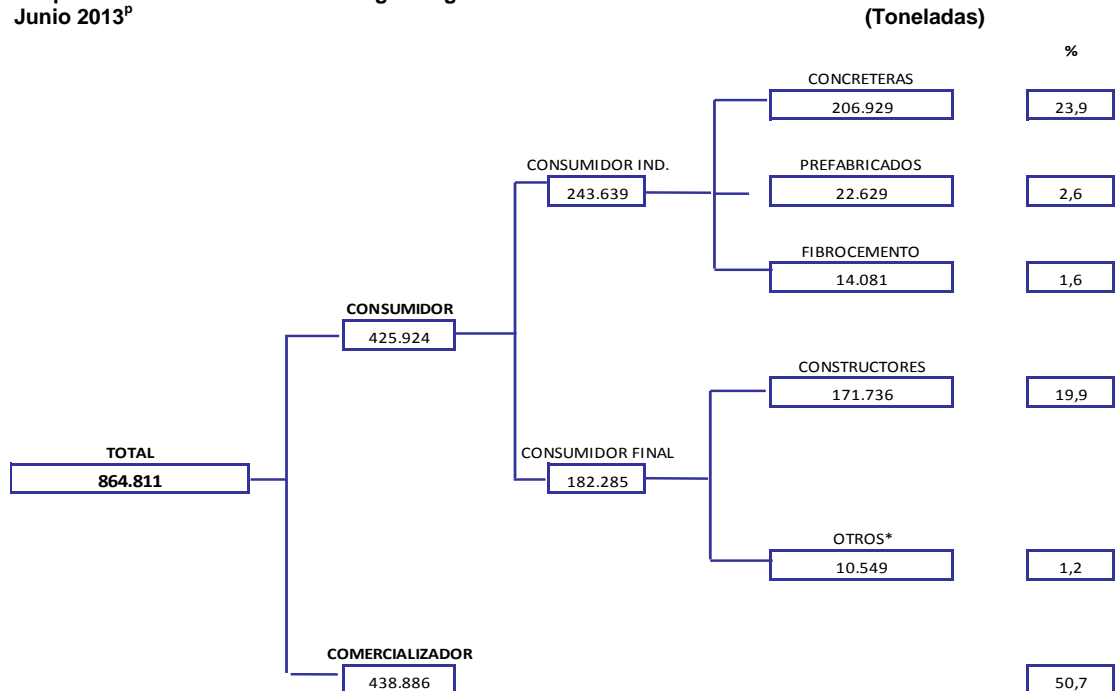 Junio 2013p
(Toneladas)
%
CONCRETERAS
206.929 23,9
CONSUMIDOR IND.
243.639
PREFABRICADOS
22.629 2,6
FIBROCEMENTO
14.081 1,6
CONSUMIDOR
425.924
CONSTRUCTORES
171.736 19,9
TOTAL
864.811
CONSUMIDOR FINAL
182.285
OTROS*
10.549 1,2
COMERCIALIZADOR
438.886 50,7